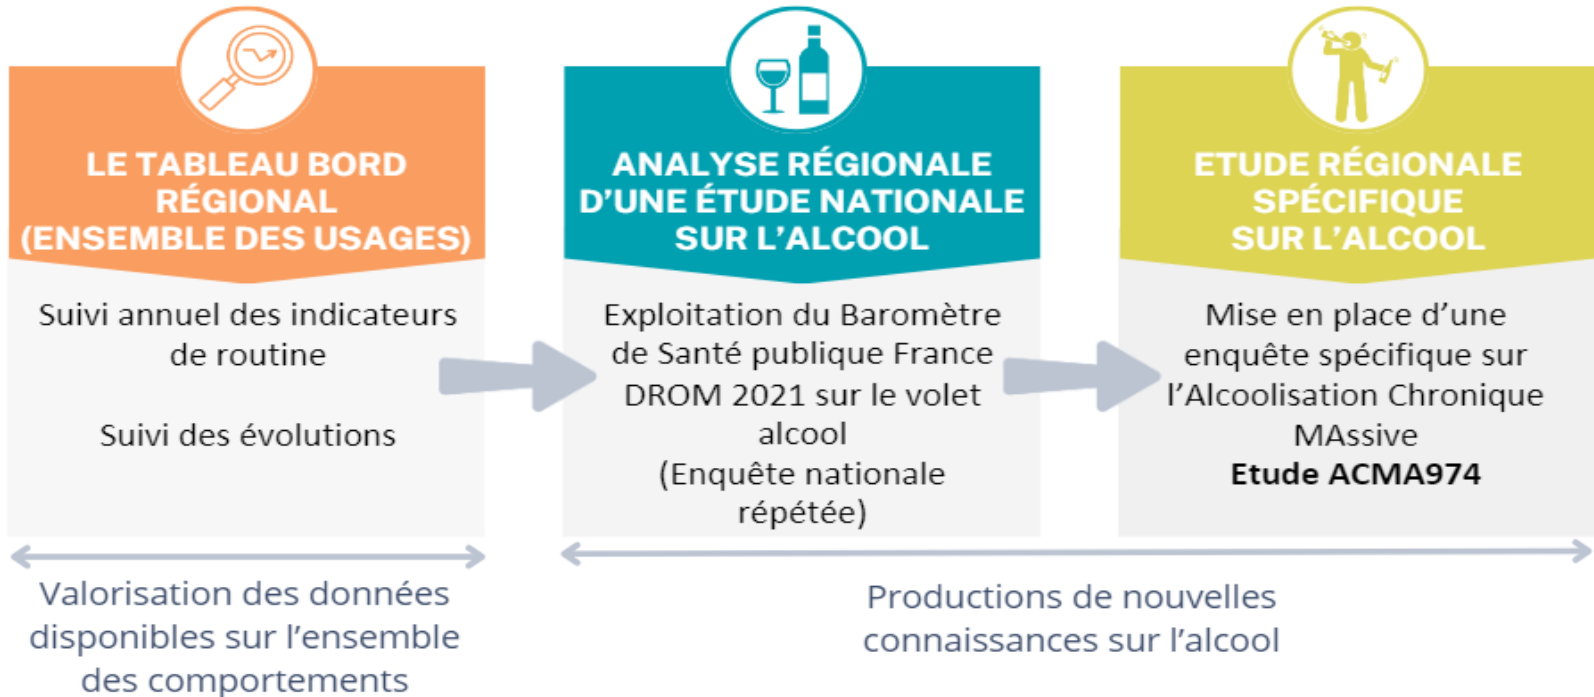 LE TABLEAU BORD
RÉGIONAL
(ENSEMBLE DES USAGES)
Suivi annuel des indicateurs
de routine
Suivi des évolutions
ANALYSE RÉGIONALE
D’UNE ÉTUDE NATIONALE
SUR L’ALCOOL
Exploitation du Baromètre
de Santé publique France
DROM 2021 sur le volet
alcool
(Enquête nationale
répétée)
ETUDE RÉGIONALE
SPÉCIFIQUE
SUR L’ALCOOL
Mise en place d’une
enquête spécifique sur
l’Alcoolisation Chronique
MAssive
Etude ACMA974
Valorisation des données
disponibles sur l’ensemble
des comportements
Productions de nouvelles
connaissances sur l’alcool